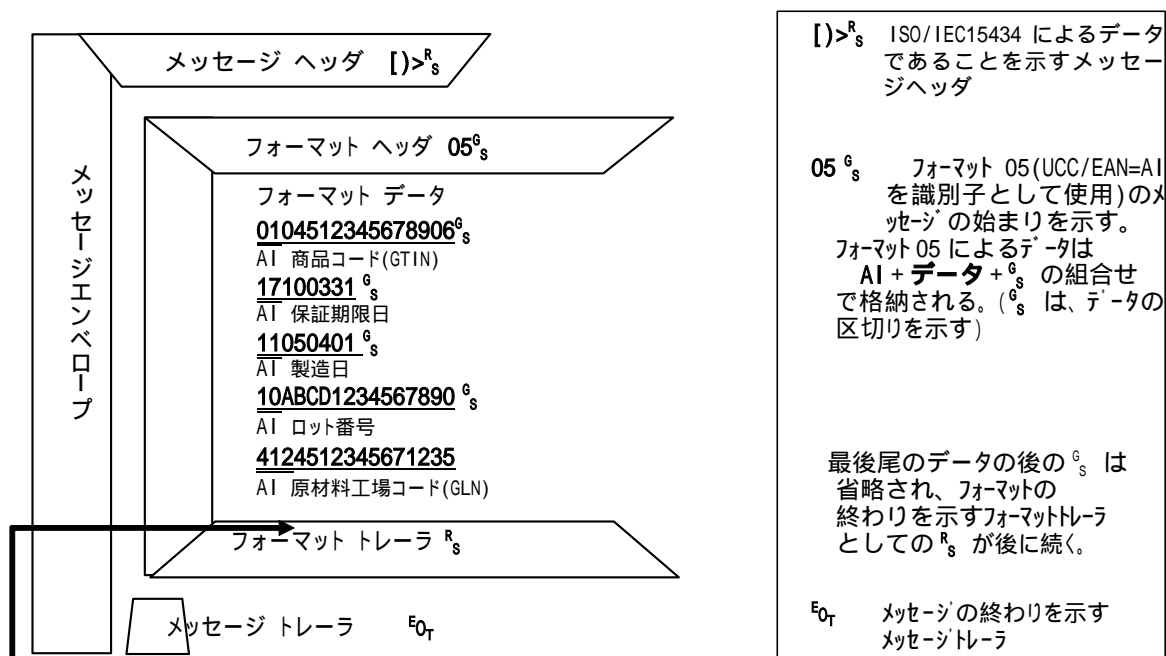 メッセージ ヘッダ [)>RS
メッセージエンベロープ
フォーマット ヘッダ 05GS
フォーマット データ
0104512345678906GS
AI 商品コード(GTIN)
17100331 GS
AI 保証期限日
11050401 GS
AI 製造日
10ABCD1234567890 GS
AI ロット番号
4124512345671235
AI 原材料工場コード(GLN)
フォーマット トレーラ RS
メッセージ トレーラ EOT
[)>RS ISO/IEC15434 によるデータ
であることを示すメッセー
ジヘッダ
05 GS フォーマット 05(UCC/EAN=AI
を識別子として使用)のメ
ッセージの始まりを示す。
フォーマット 05 によるデータは
AI + データ + GS の組合せ
で格納される。(GS は、データの
区切りを示す)
最後尾のデータの後の GS は
省略され、フォーマットの
終わりを示すフォーマットトレーラ
としての RS が後に続く。
EOT メッセージの終わりを示す
メッセージトレーラ